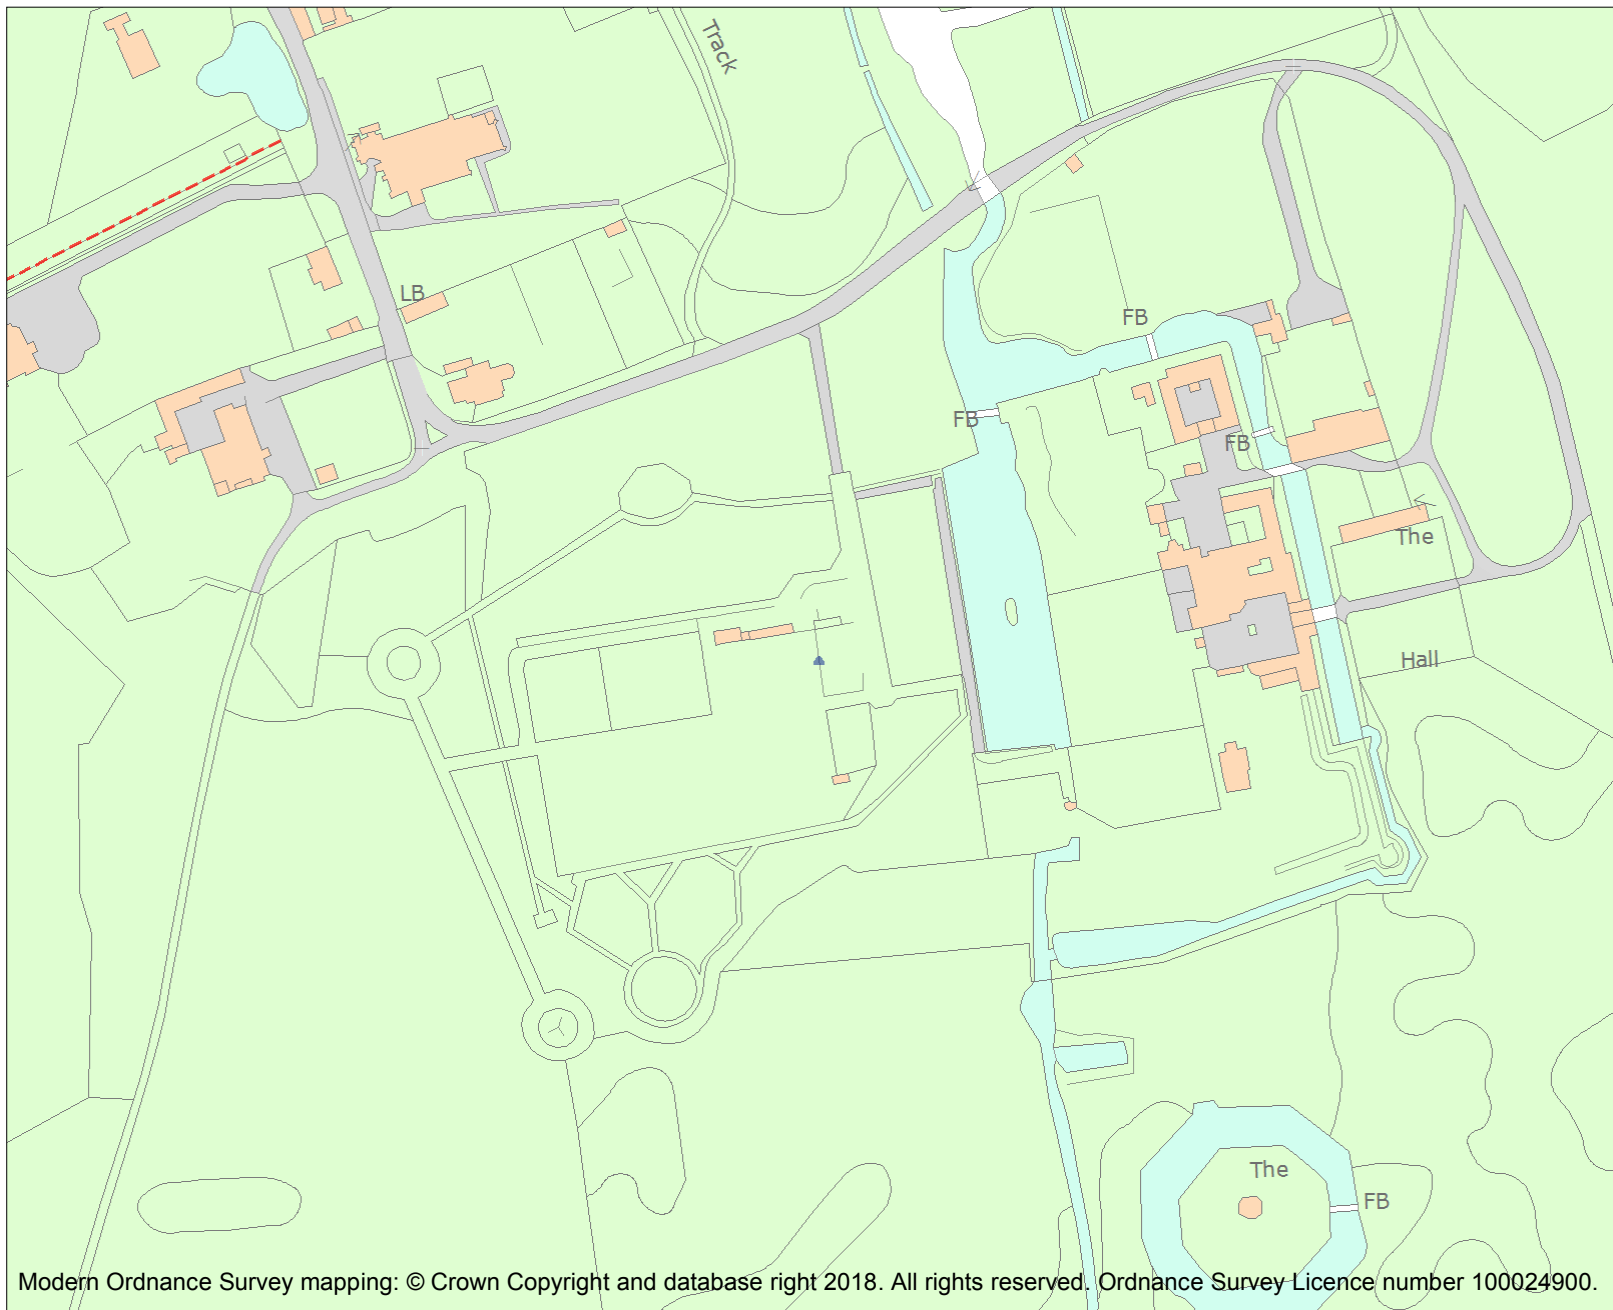 Track
LB
FB
FB
FB
The
Hall
The
FB
Modern Ordnance Survey mapping: © Crown Copyright and database right 2018. All rights reserved. Ordnance Survey Licence number 100024900.